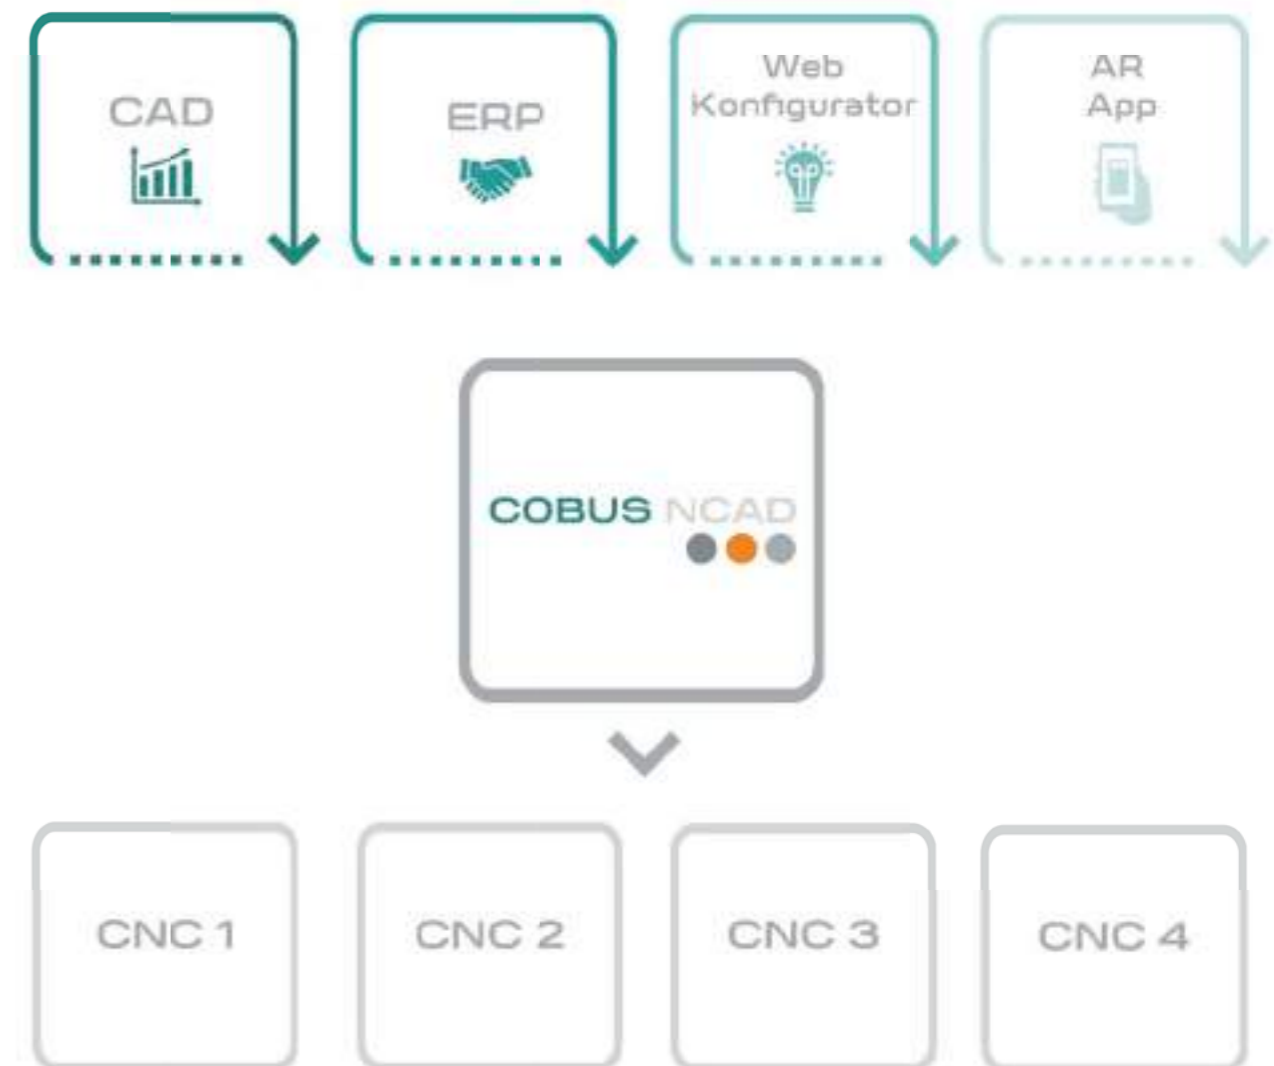 CAD
ERP
Web
Konfigurator
AR
App
COBUS NCAD
CNC 1
CNC 2
CNC 3
CNC 4